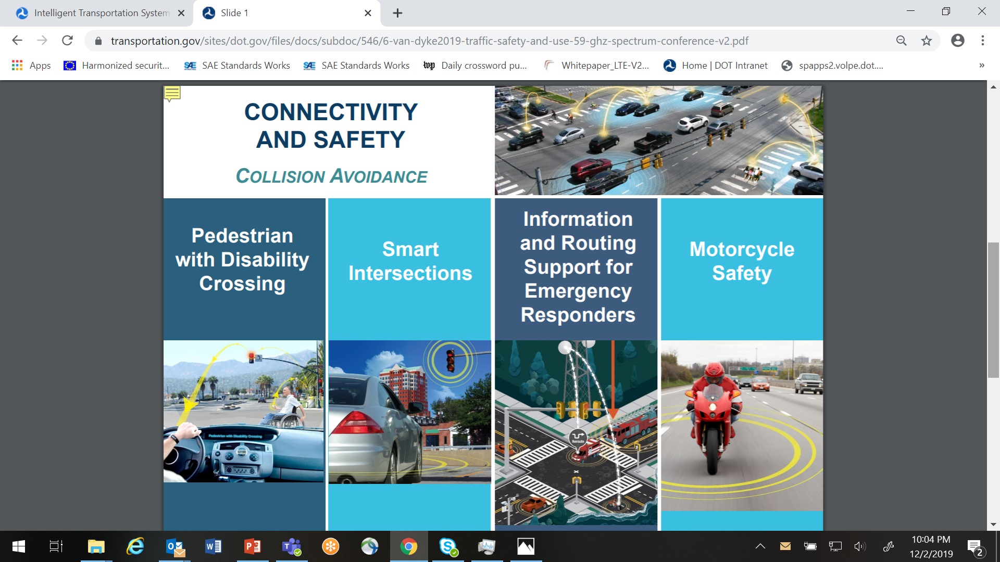 Intelligent Transportation System
Slide 1
transportation.gov/sites/dot.gov/files/docs/subdoc/546/6-van-dyke2019-traffic-safety-and-use-59-ghz-spectrum-conference-v2.pdf
Apps
Harmonized securit...
SAE SAE Standards Works
SAE SAE Standards Works
wp Daily crossword pu...
Whitepaper_LTE-V2...
Home | DOT Intranet
spapps2.volpe.dot....
»
CONNECTIVITY
AND SAFETY
COLLISION AVOIDANCE
Pedestrian
with Disability
Crossing
Smart
Intersections
Information
and Routing
Support for
Emergency
Responders
Motorcycle
Safety
Pedestrian with Disability Crossing
Reroute
10:04 PM
12/2/2019
2